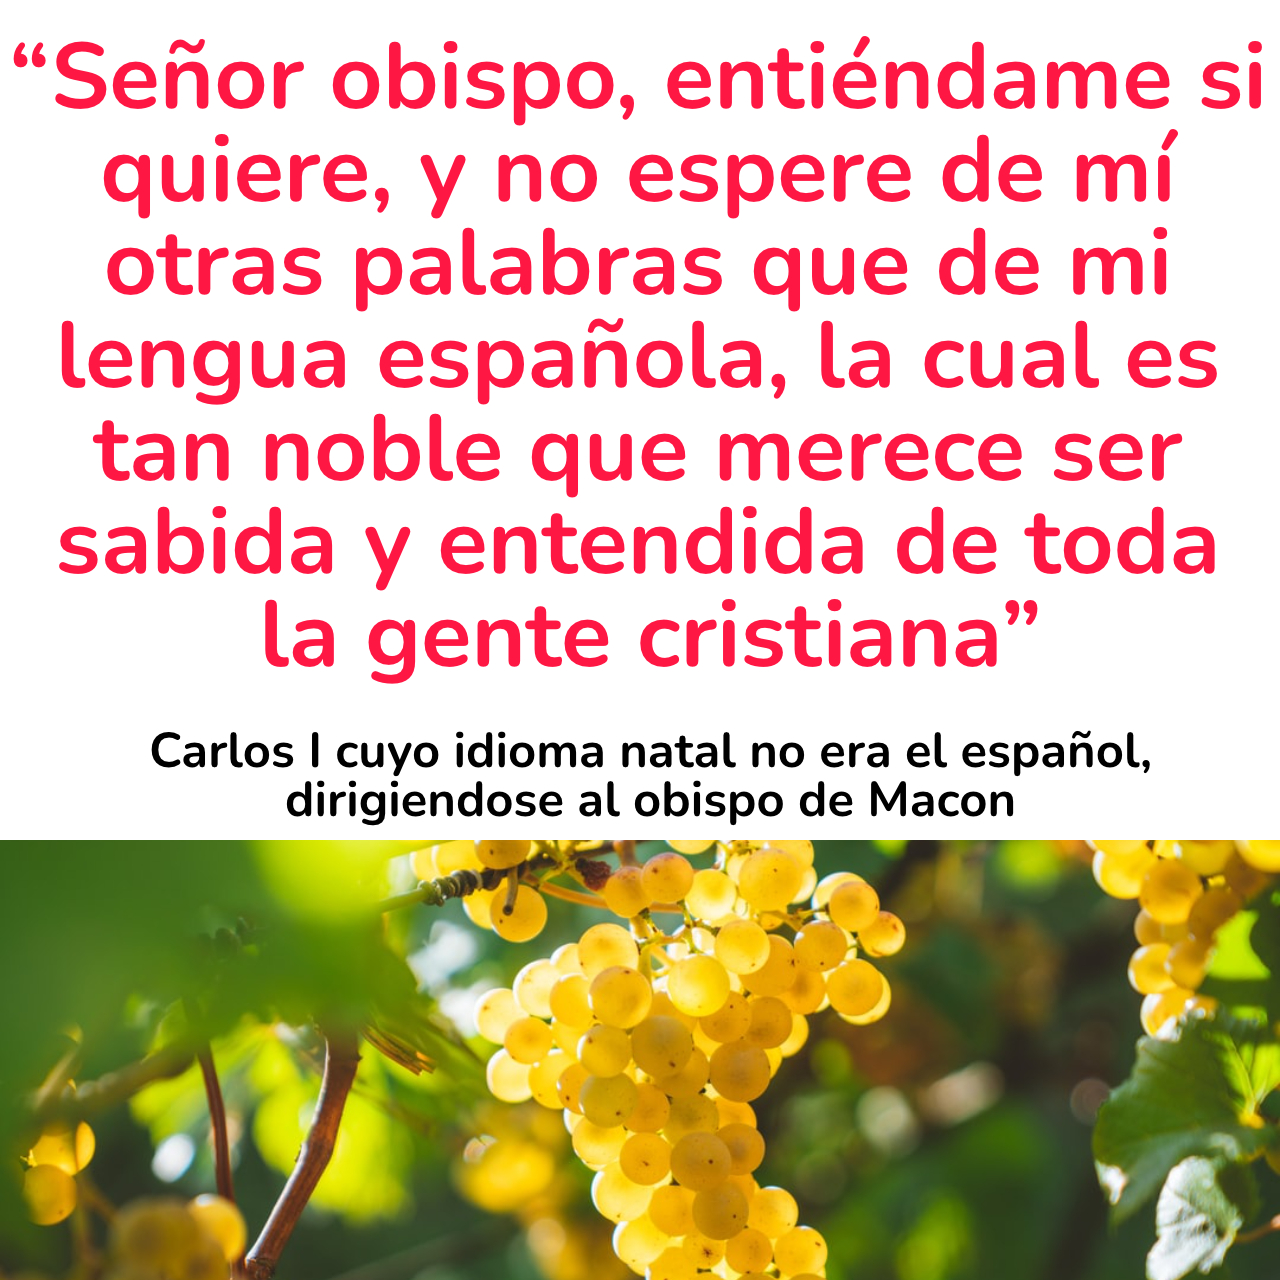 “Señor obispo, entiéndame si
quiere, y no espere de mí
otras palabras que de mi
lengua española, la cual es
tan noble que merece ser
sabida y entendida de toda
la gente cristiana”
Carlos I cuyo idioma natal no era el español,
dirigiendose al obispo de Macon